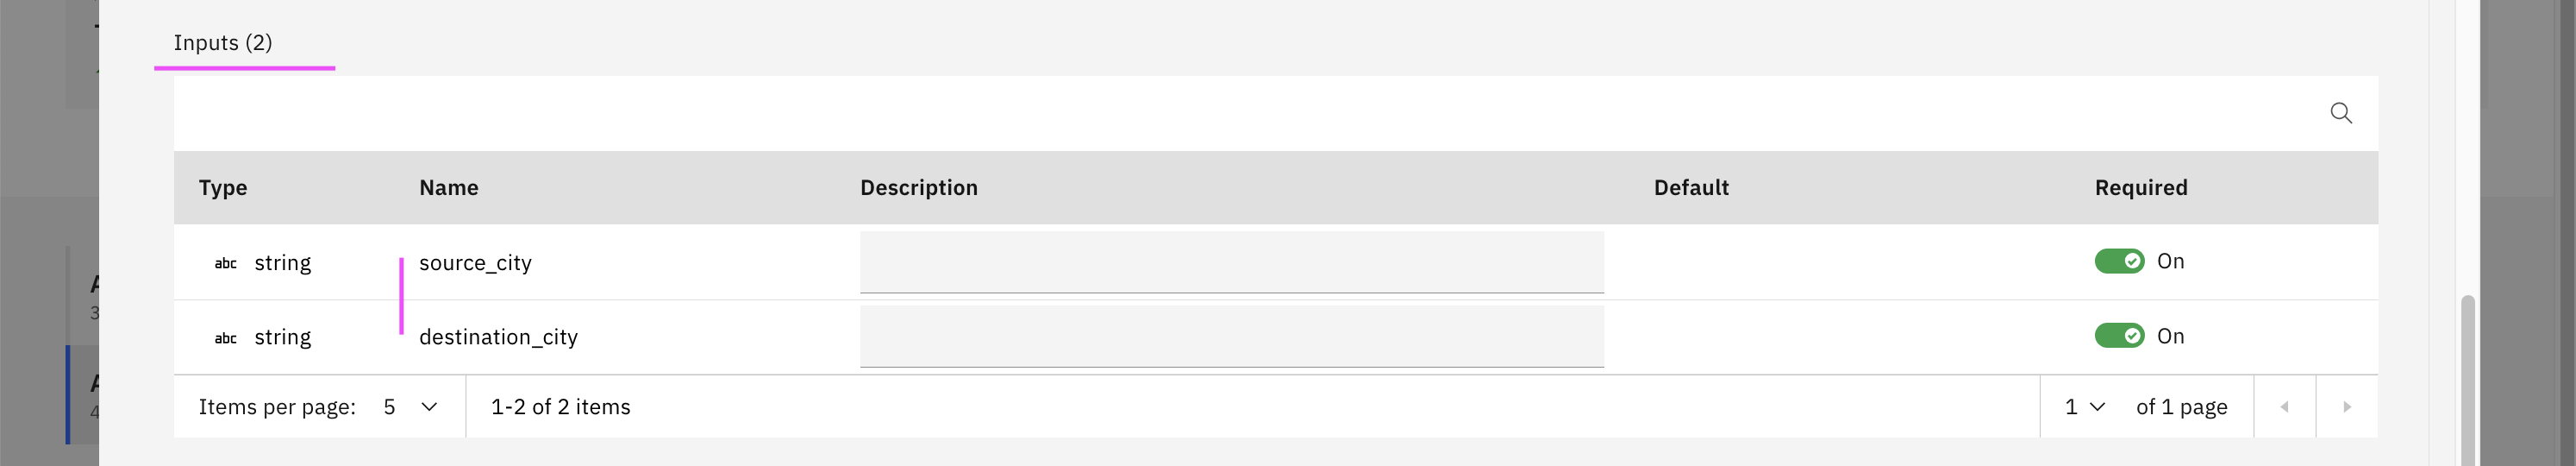 Inputs (2)
Type Name Description Default Required
abc string source_city On
abc string destination_city On
Items per page: 5 1-2 of 2 items 1 of 1 page